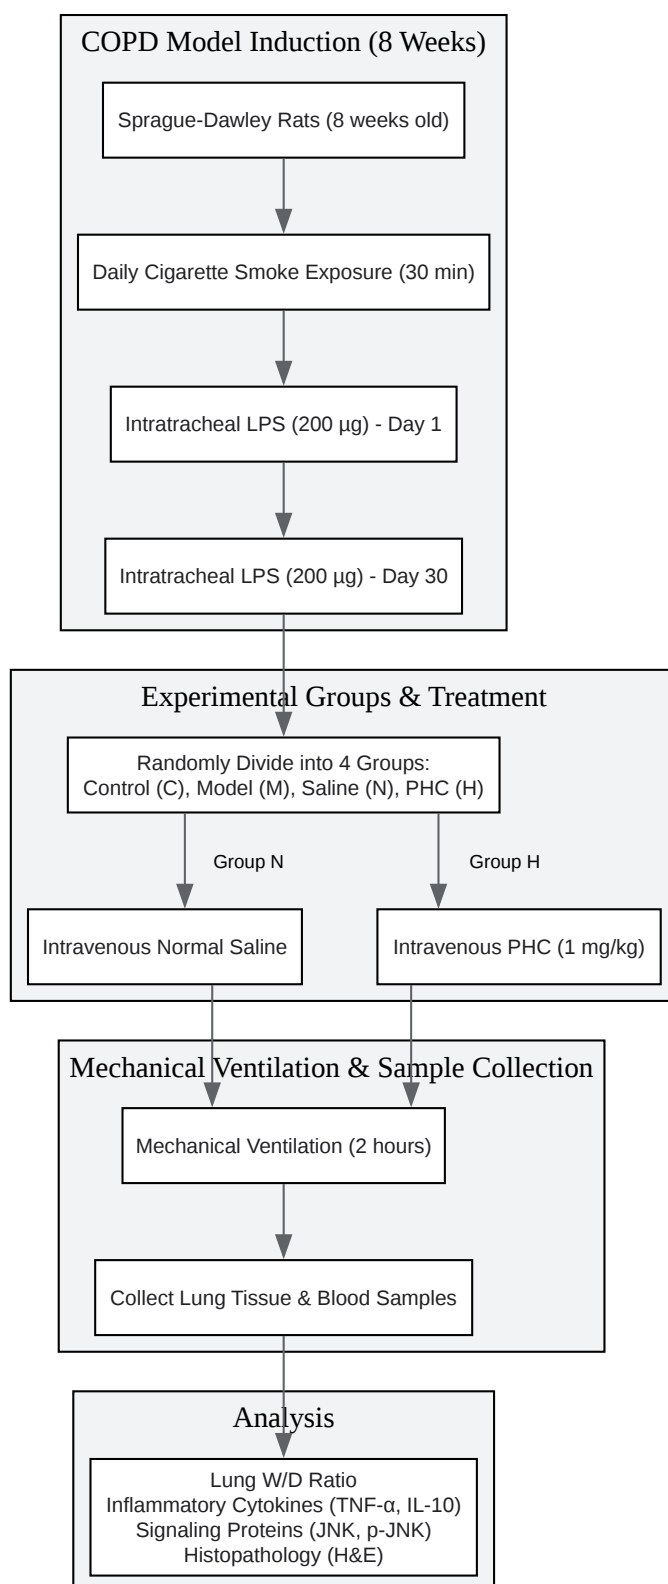 COPD Model Induction (8 Weeks)
Sprague-Dawley Rats (8 weeks old)
Daily Cigarette Smoke Exposure (30 min)
Intratracheal LPS (200 µg) - Day 1
Intratracheal LPS (200 µg) - Day 30
Experimental Groups & Treatment
Randomly Divide into 4 Groups:
Control (C), Model (M), Saline (N), PHC (H)
Group N
Group H
Intravenous Normal Saline
Intravenous PHC (1 mg/kg)
Mechanical Ventilation & Sample Collection
Mechanical Ventilation (2 hours)
Collect Lung Tissue & Blood Samples
Analysis
Lung W/D Ratio
Inflammatory Cytokines (TNF-α, IL-10)
Signaling Proteins (JNK, p-JNK)
Histopathology (H&E)